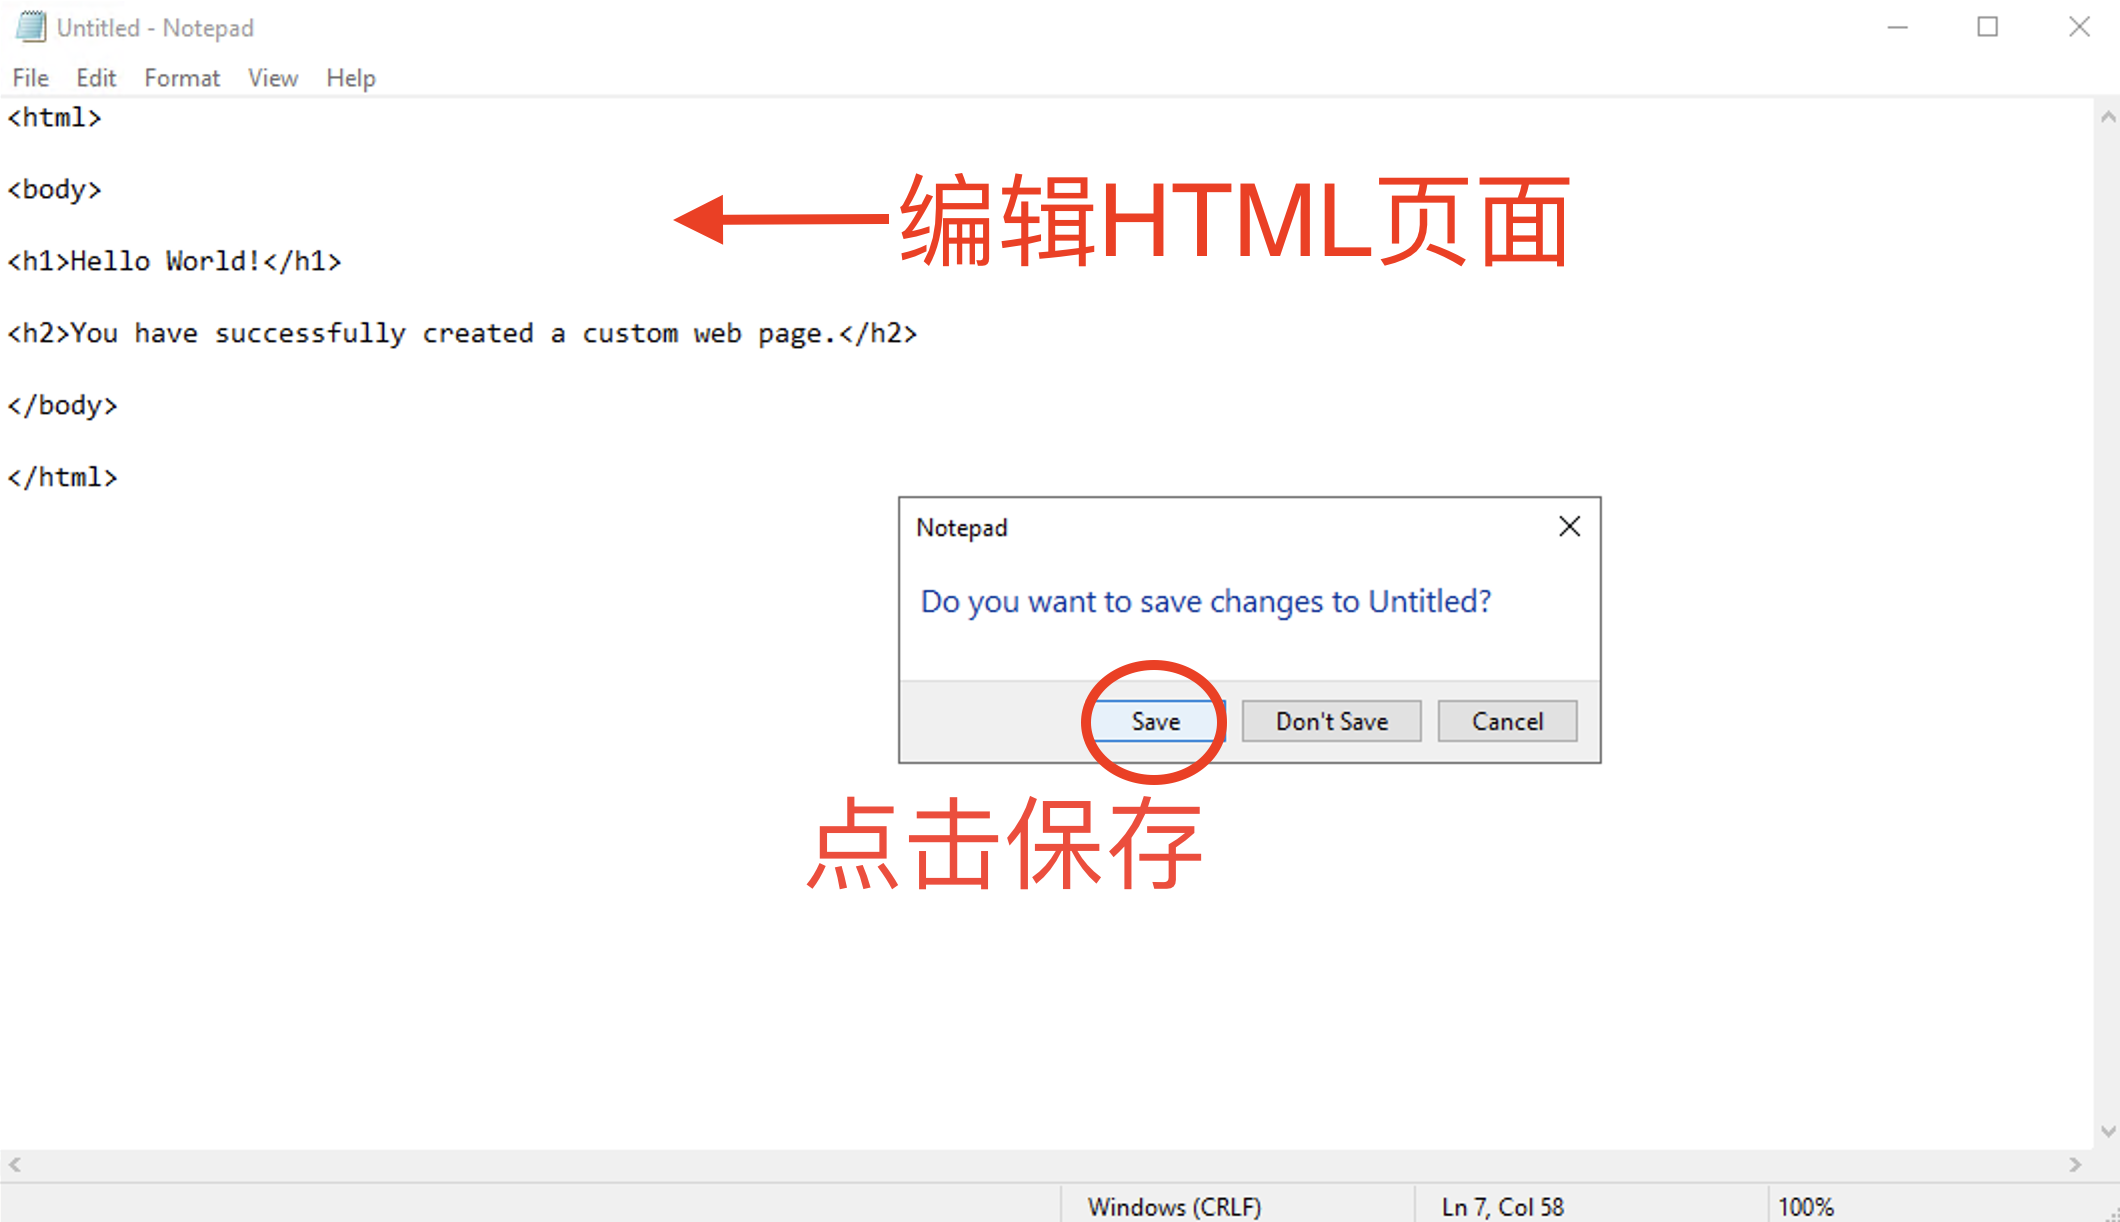 Untitled - Notepad
File Edit Format View Help
<html>
<body>
编辑HTML页面
<h1>Hello World!</h1>
<h2>You have successfully created a custom web page.</h2>
</body>
</html>
Notepad
Do you want to save changes to Untitled?
Save Don't Save Cancel
点击保存
Windows (CRLF) Ln 7, Col 58 100%